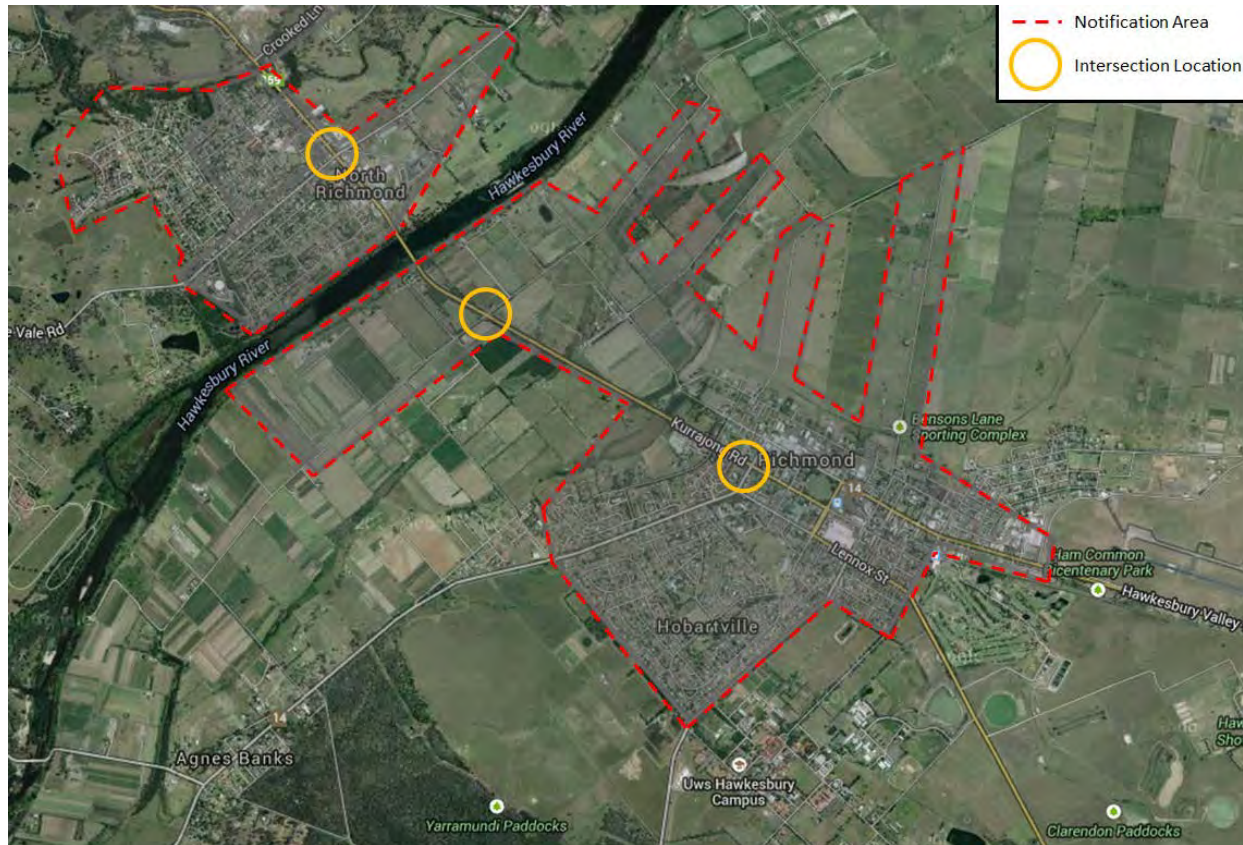 Notification Area
Intersection Location
Crooked Ln
North
Richmond
Hawkesbury River
e Vale Rd
Hawkesbury River
Kurrajong Rd
Richmond
14
Bensons Lane
Sporting Complex
Lennox St
Ham Common
Bicentenary Park
Hawkesbury Valley
Hobartville
14
Agnes Banks
Uws Hawkesbury
Campus
Yarramundi Paddocks
Clarendon Paddocks
Haw
Sho